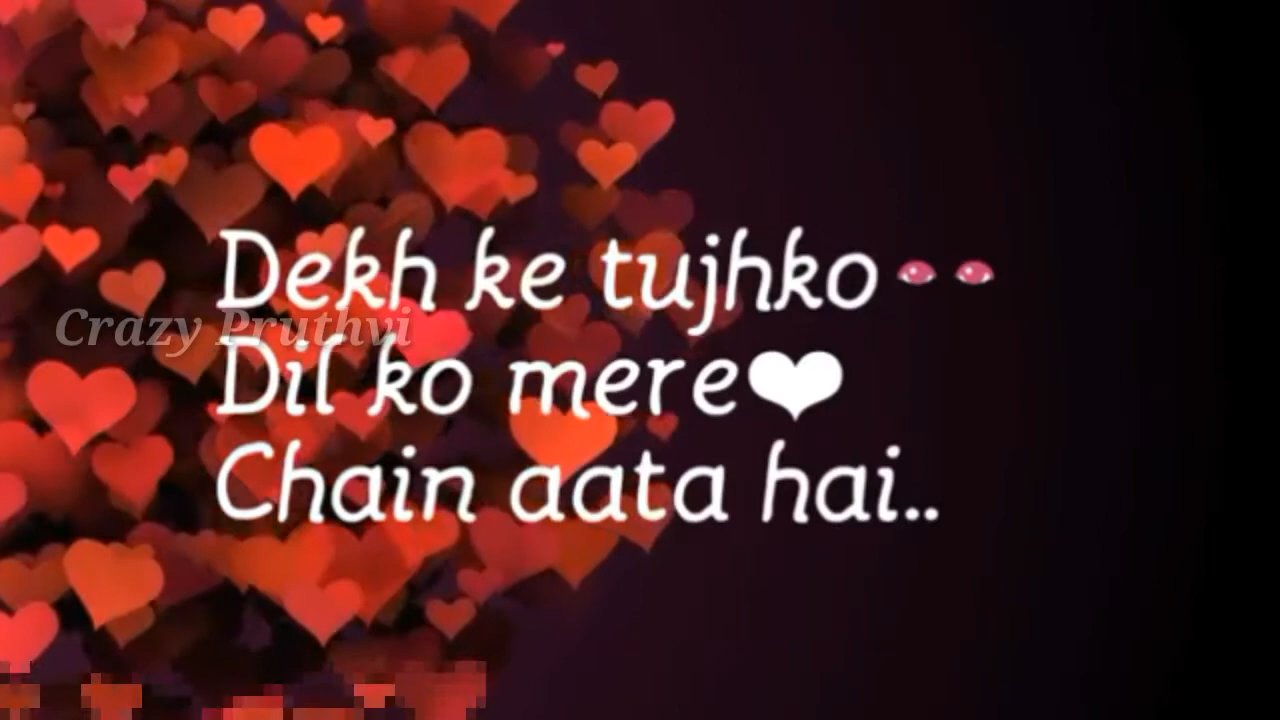 Dekh ke tujhko👀
Crazy Pruthvi
Dil ko mere❤
Chain aata hai..